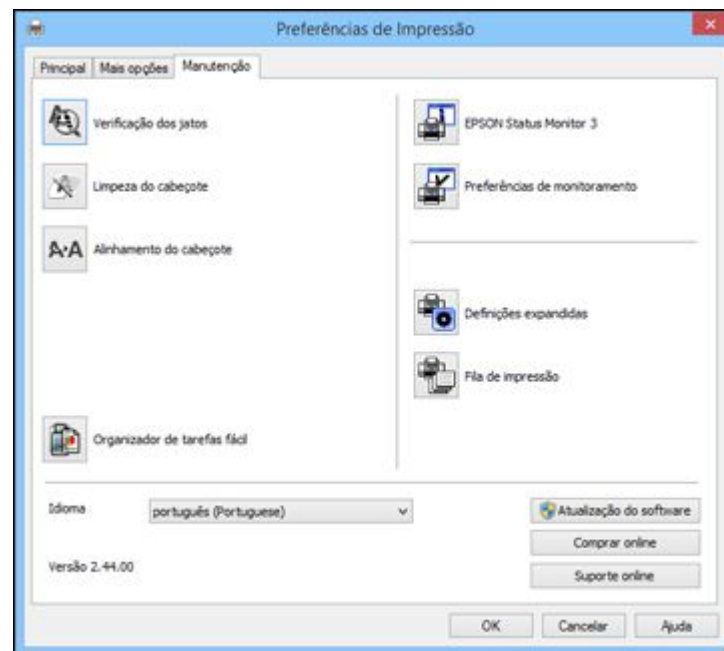 Preferências de Impressão
Principal Mais opções Manutenção
Verificação dos jatos
Limpeza do cabeçote
A·A Alinhamento do cabeçote
Organizador de tarefas fácil
EPSON Status Monitor 3
Preferências de monitoramento
Definições expandidas
Fila de impressão
Idioma português (Portuguese)
Versão 2.44.00
Atualização do software
Comprar online
Suporte online
OK Cancelar Ajuda